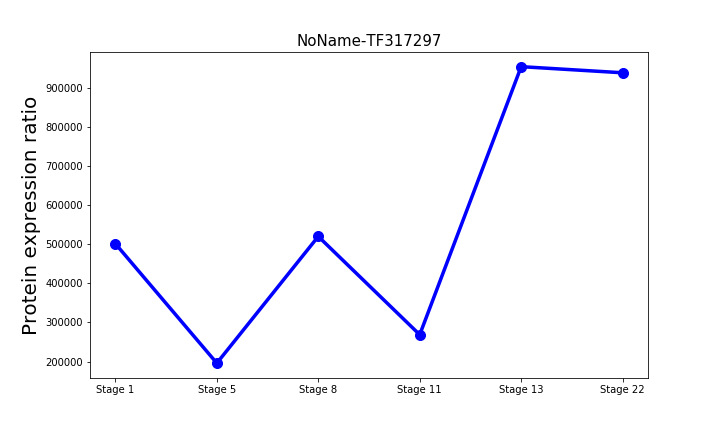 NoName-TF317297
Protein expression ratio
900000
800000
700000
600000
500000
400000
300000
200000
Stage 1 Stage 5 Stage 8 Stage 11 Stage 13 Stage 22